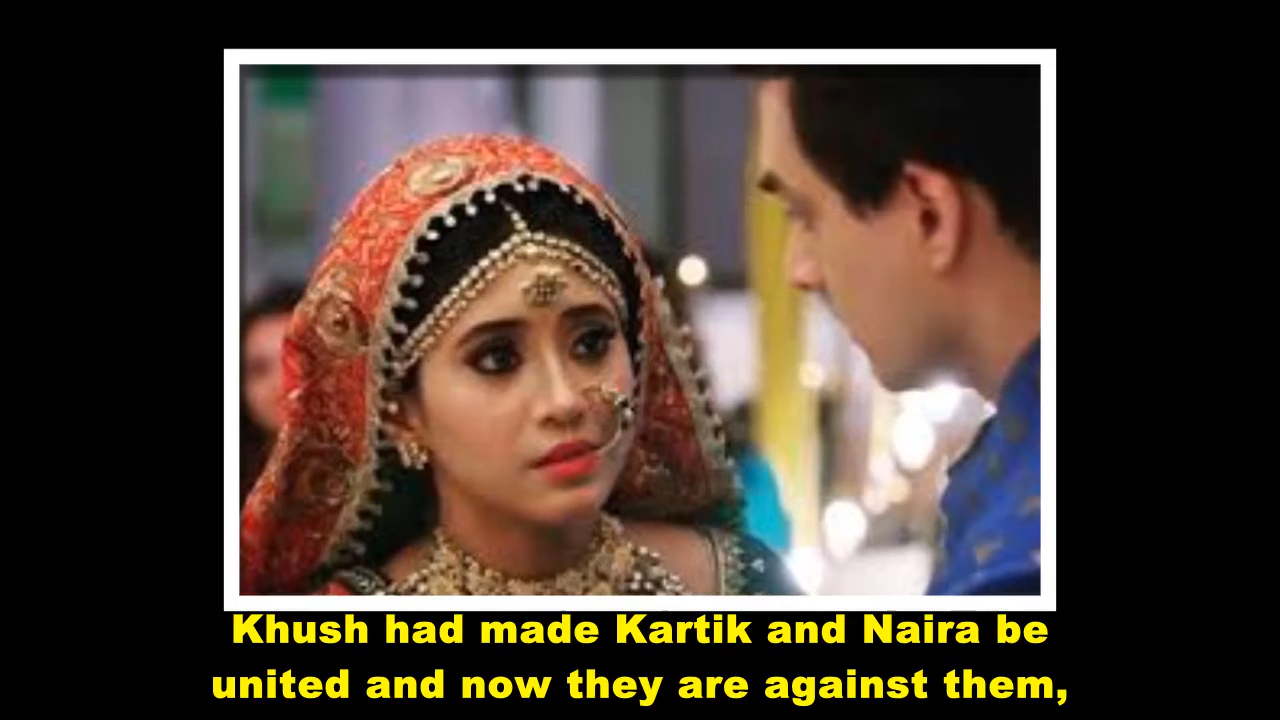 Khush had made Kartik and Naira be
united and now they are against them,